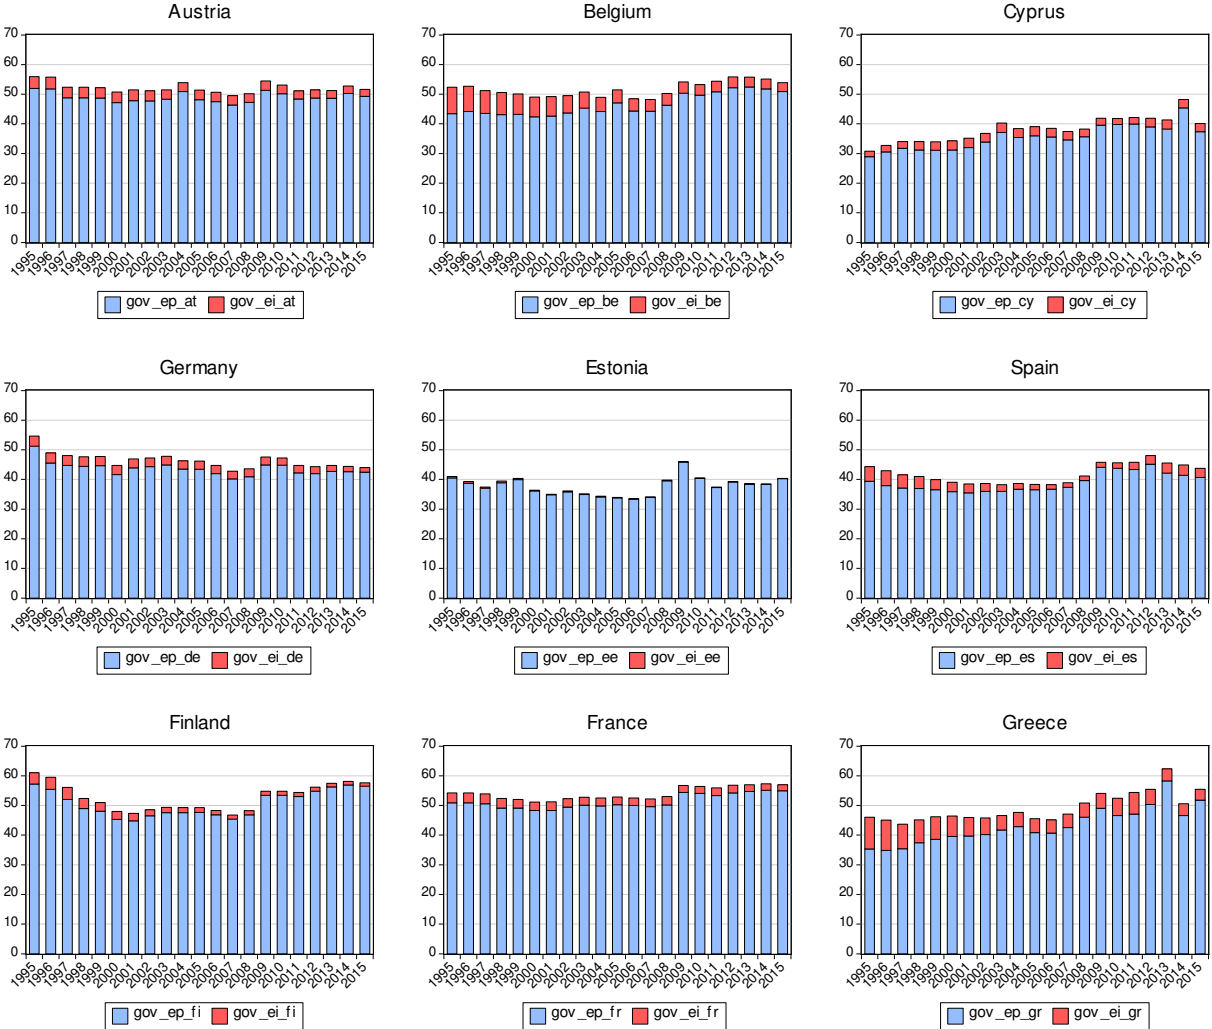 Austria
Belgium
Cyprus
70 60 50 40 30 20 10 0
1995 1996 1997 1998 1999 2000 2001 2002 2003 2004 2005 2006 2007 2008 2009 2010 2011 2012 2013 2014 2015
gov_ep_at gov_ei_at
70 60 50 40 30 20 10 0
1995 1996 1997 1998 1999 2000 2001 2002 2003 2004 2005 2006 2007 2008 2009 2010 2011 2012 2013 2014 2015
gov_ep_be gov_ei_be
70 60 50 40 30 20 10 0
1995 1996 1997 1998 1999 2000 2001 2002 2003 2004 2005 2006 2007 2008 2009 2010 2011 2012 2013 2014 2015
gov_ep_cy gov_ei_cy
Germany
Estonia
Spain
70 60 50 40 30 20 10 0
1995 1996 1997 1998 1999 2000 2001 2002 2003 2004 2005 2006 2007 2008 2009 2010 2011 2012 2013 2014 2015
gov_ep_de gov_ei_de
70 60 50 40 30 20 10 0
1995 1996 1997 1998 1999 2000 2001 2002 2003 2004 2005 2006 2007 2008 2009 2010 2011 2012 2013 2014 2015
gov_ep_ee gov_ei_ee
70 60 50 40 30 20 10 0
1995 1996 1997 1998 1999 2000 2001 2002 2003 2004 2005 2006 2007 2008 2009 2010 2011 2012 2013 2014 2015
gov_ep_es gov_ei_es
Finland
France
Greece
70 60 50 40 30 20 10 0
1995 1996 1997 1998 1999 2000 2001 2002 2003 2004 2005 2006 2007 2008 2009 2010 2011 2012 2013 2014 2015
gov_ep_fi gov_ei_fi
70 60 50 40 30 20 10 0
1995 1996 1997 1998 1999 2000 2001 2002 2003 2004 2005 2006 2007 2008 2009 2010 2011 2012 2013 2014 2015
gov_ep_fr gov_ei_fr
70 60 50 40 30 20 10 0
1995 1996 1997 1998 1999 2000 2001 2002 2003 2004 2005 2006 2007 2008 2009 2010 2011 2012 2013 2014 2015
gov_ep_gr gov_ei_gr